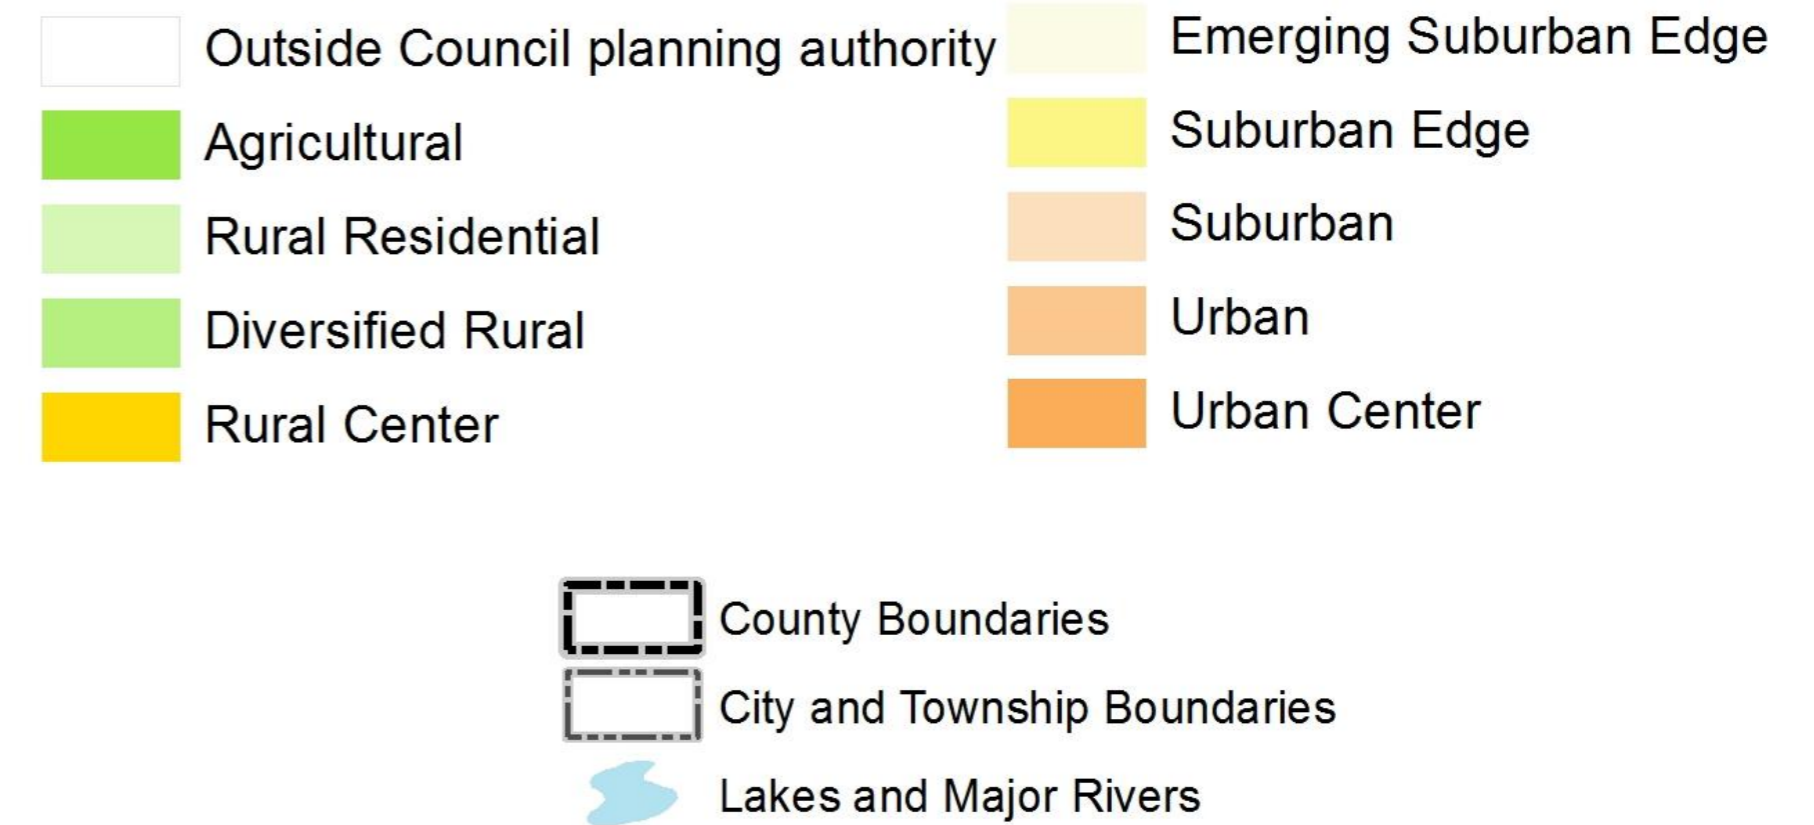 Outside Council planning authority
Agricultural
Rural Residential
Diversified Rural
Rural Center
Emerging Suburban Edge
Suburban Edge
Suburban
Urban
Urban Center
County Boundaries
City and Township Boundaries
Lakes and Major Rivers